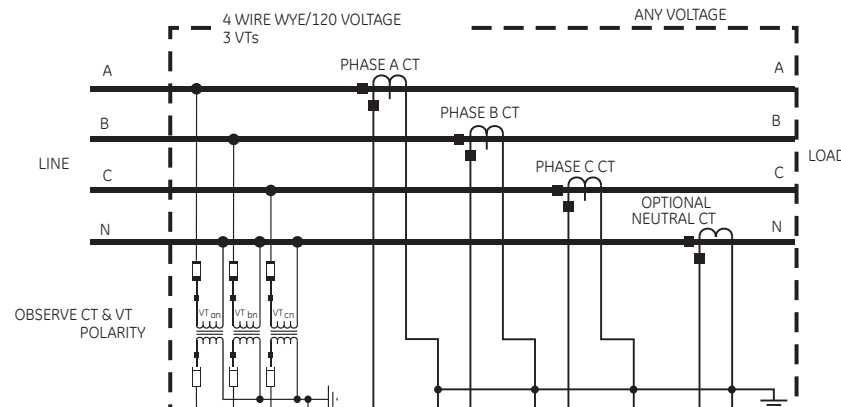 4 WIRE WYE/120 VOLTAGE
3 VTs
ANY VOLTAGE
PHASE A CT
A
A
PHASE B CT
B
B
LINE
LOAD
PHASE C CT
C
C
OPTIONAL
NEUTRAL CT
N
N
OBSERVE CT & VT
POLARITY
VT an
VT bn
VT cn